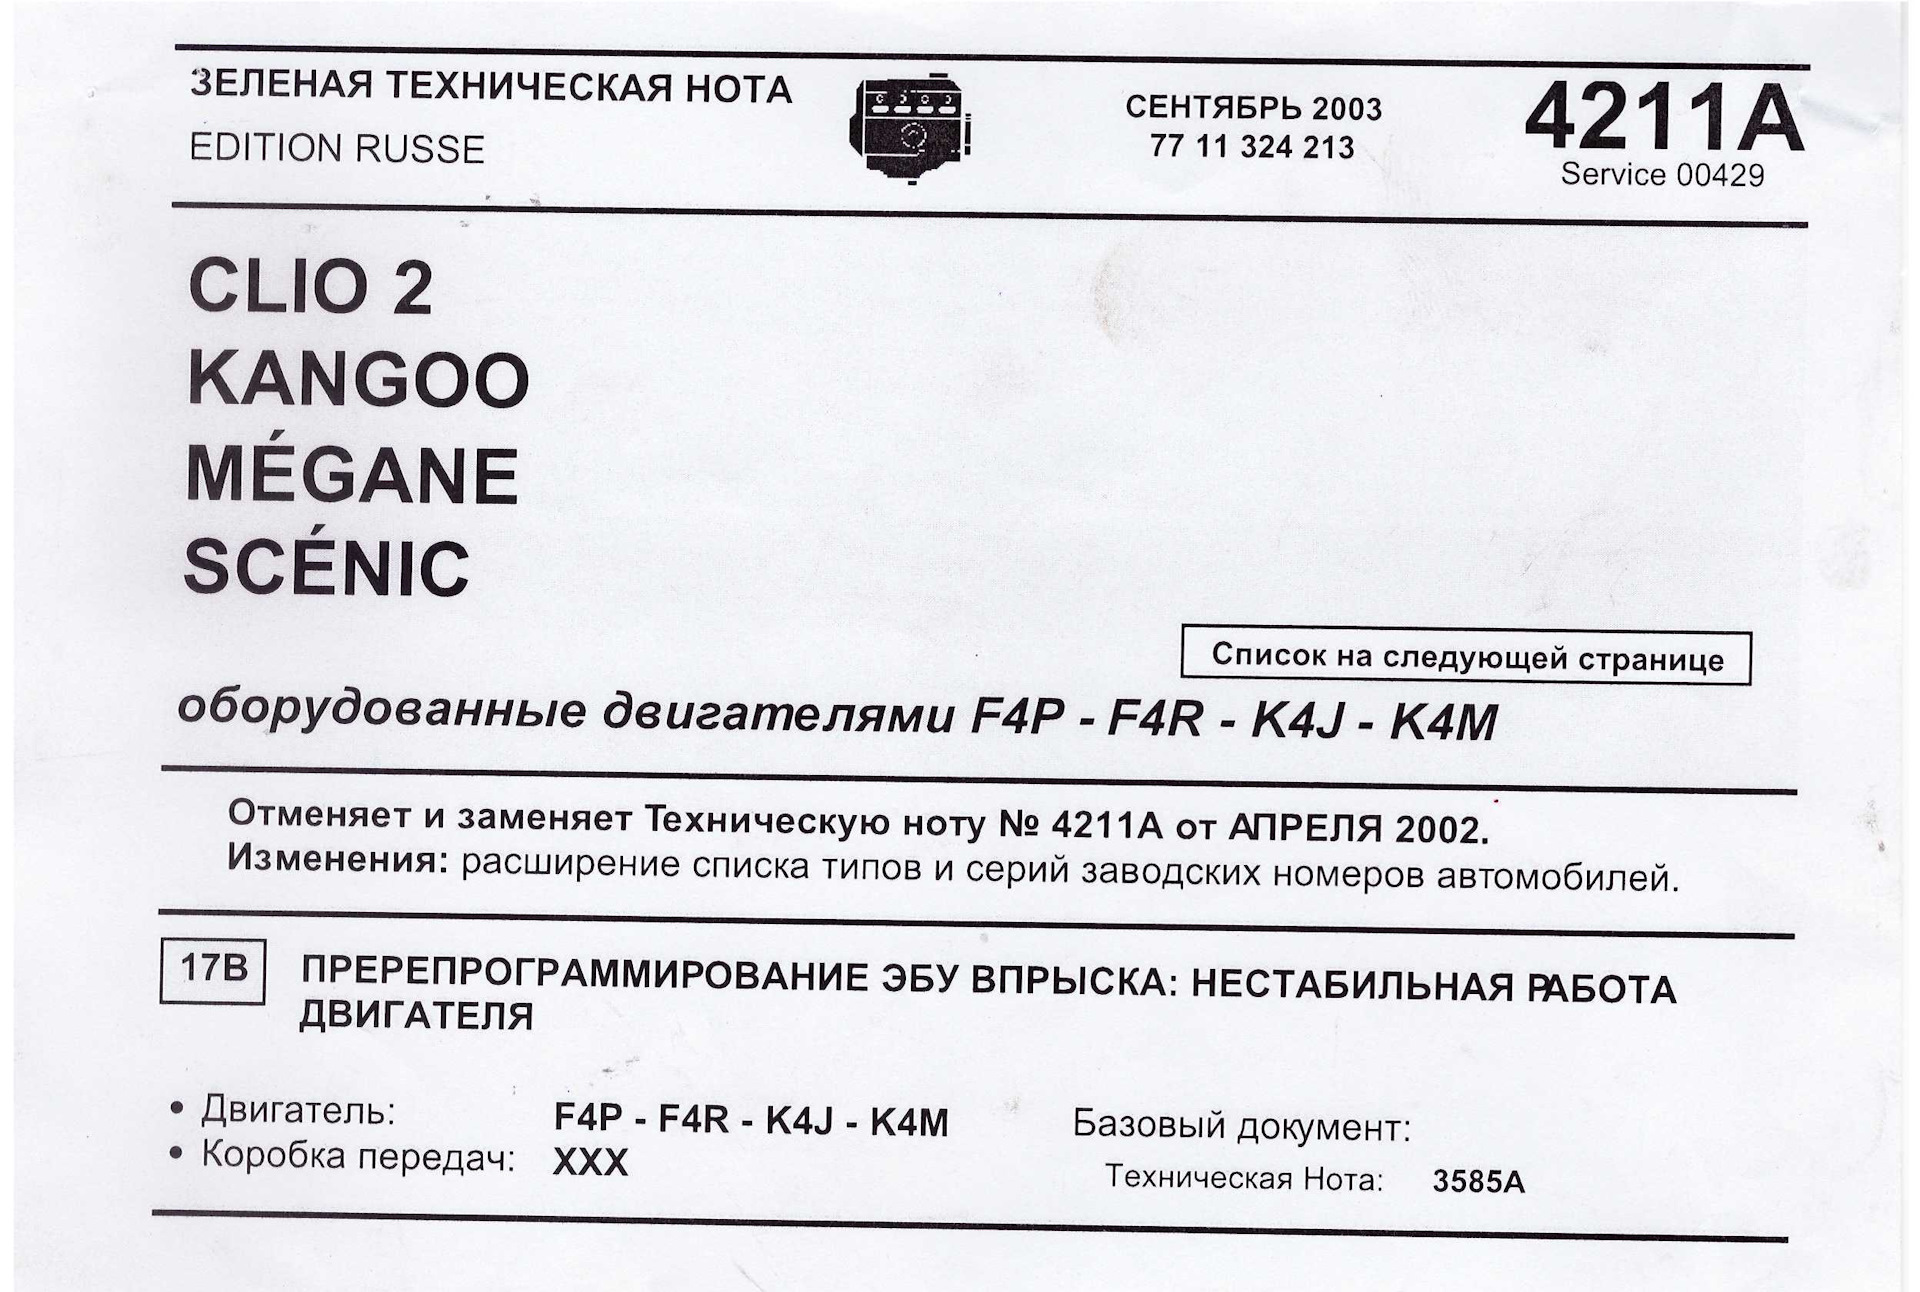 ЗЕЛЕНАЯ ТЕХНИЧЕСКАЯ НОТА
EDITION RUSSE
СЕНТЯБРЬ 2003
77 11 324 213
4211A
Service 00429
CLIO 2
KANGOO
MÉGANE
SCÉNIC
Список на следующей странице
оборудованные двигателями F4P - F4R - K4J - K4M
Отменяет и заменяет Техническую ноту № 4211A от АПРЕЛЯ 2002.
Изменения: расширение списка типов и серий заводских номеров автомобилей.
17B
ПРЕРЕПРОГРАММИРОВАНИЕ ЭБУ ВПРЫСКА: НЕСТАБИЛЬНАЯ РАБОТА
ДВИГАТЕЛЯ
• Двигатель: F4P - F4R - K4J - K4M
• Коробка передач: XXX
Базовый документ:
Техническая Нота: 3585A